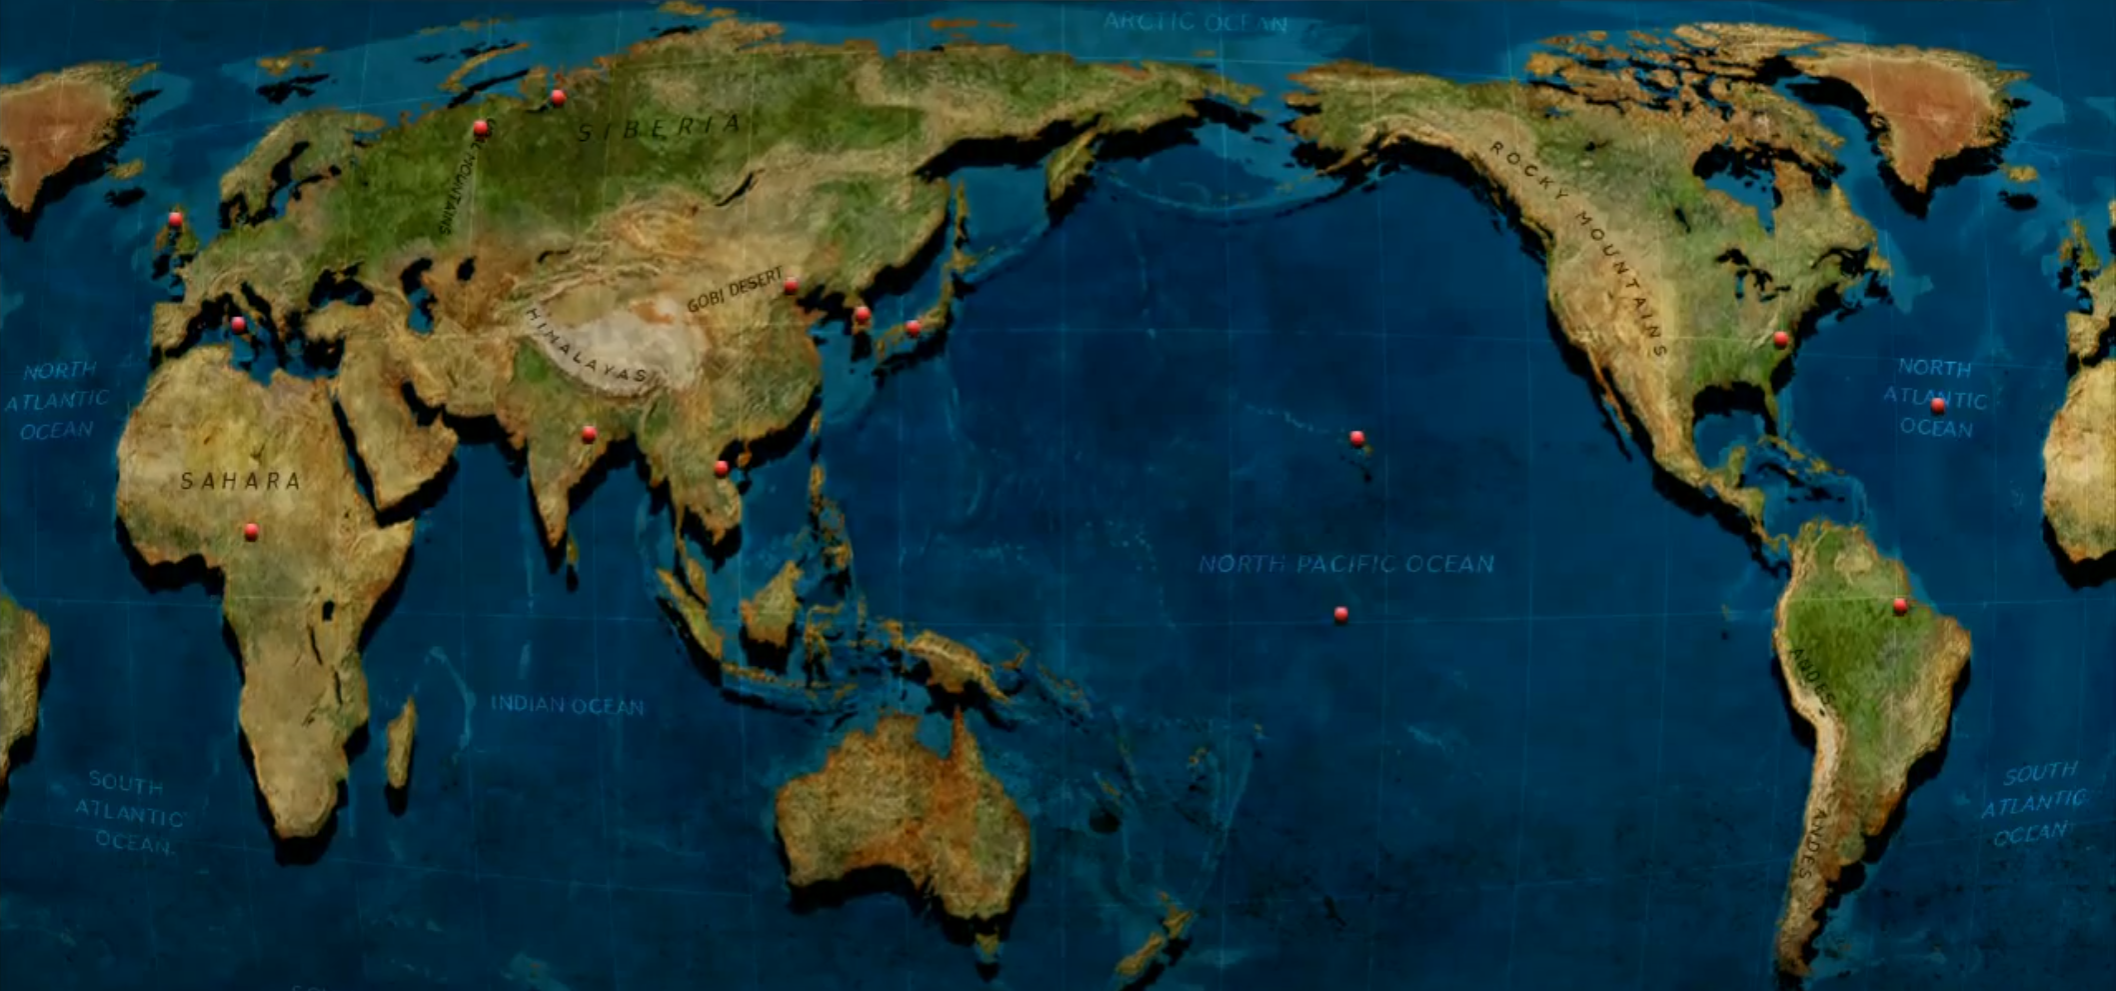 ARCTIC OCEAN
SIBERIA
MOUNTAINS
ROCKY MOUNTAINS
GOBI DESERT
HIMALAYAS
NORTH
ATLANTIC
OCEAN
NORTH
ATLANTIC
OCEAN
SAHARA
NORTH PACIFIC OCEAN
INDIAN OCEAN
ANDES
SOUTH
ATLANTIC
OCEAN
SOUTH
ATLANTIC
OCEAN
ANDES